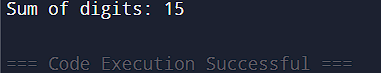 Sum of digits: 15
=== Code Execution Successful ===